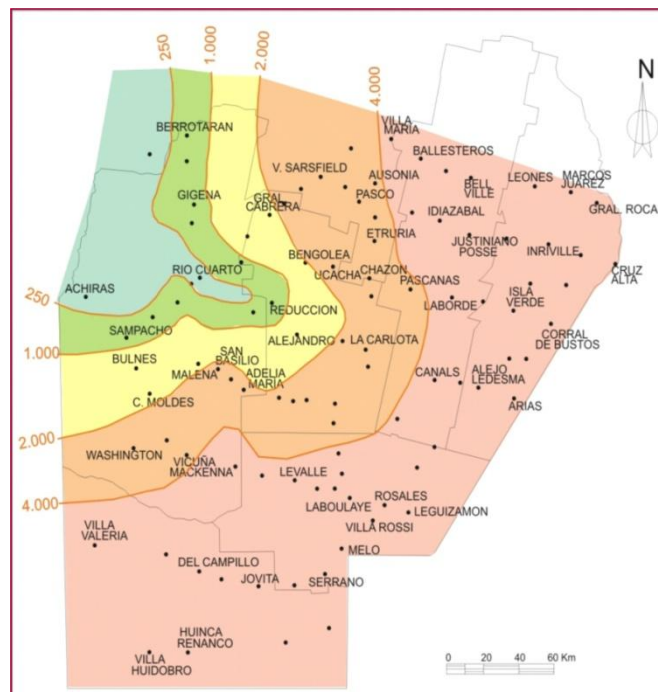 250
1.000
2.000
4.000
N
VILLA
MARIA
BERROTARAN
BALLESTEROS
V. SARSFIELD
AUSONIA
BELL
VILLE
LEONES
MARCOS
JUAREZ
GIGENA
GRAL.
CABRERA
PASCO
IDIAZABAL
GRAL. ROCA
ETRURIA
JUSTINIANO
POSSE
INRIVILLE
BENGOLEA
UCACHA
CHAZON
CRUZ
ALTA
RIO CUARTO
ACHIRAS
PASCANAS
LABORDE
ISLA
VERDE
250
REDUCCION
SAMPACHO
ALEJANDRO
LA CARLOTA
CORRAL
DE BUSTOS
1.000
BULNES
SAN
BASILIO
MALENA
ADELIA
MARIA
CANALS
ALEJO
LEDESMA
C. MOLDES
ARIAS
2.000
WASHINGTON
VICUÑA
MACKENNA
LEVALLE
4.000
LABOULAYE
ROSALES
LEGUIZAMON
VILLA ROSSI
VILLA
VALERIA
MELO
DEL CAMPILLO
JOVITA
SERRANO
HUINCA
RENANCO
VILLA
HUIDOBRO
0 20 40 60 Km